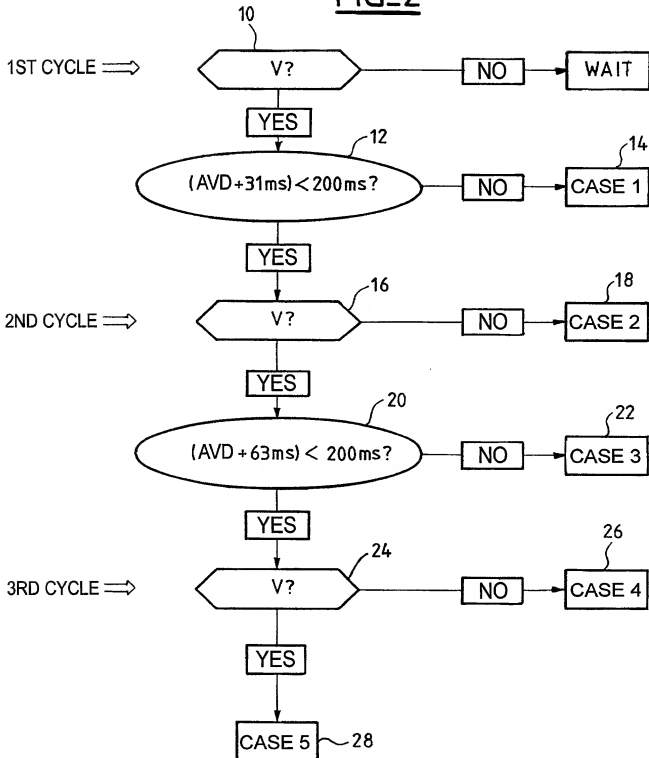 FIG_2
10
1ST CYCLE ⇒ V? NO WAIT
YES
12
(AVD+31ms)<200ms? NO CASE 1
14
YES
16
2ND CYCLE ⇒ V? NO CASE 2
18
YES
20
(AVD+63ms)<200ms? NO CASE 3
22
YES
24
3RD CYCLE ⇒ V? NO CASE 4
26
YES
CASE 5 28